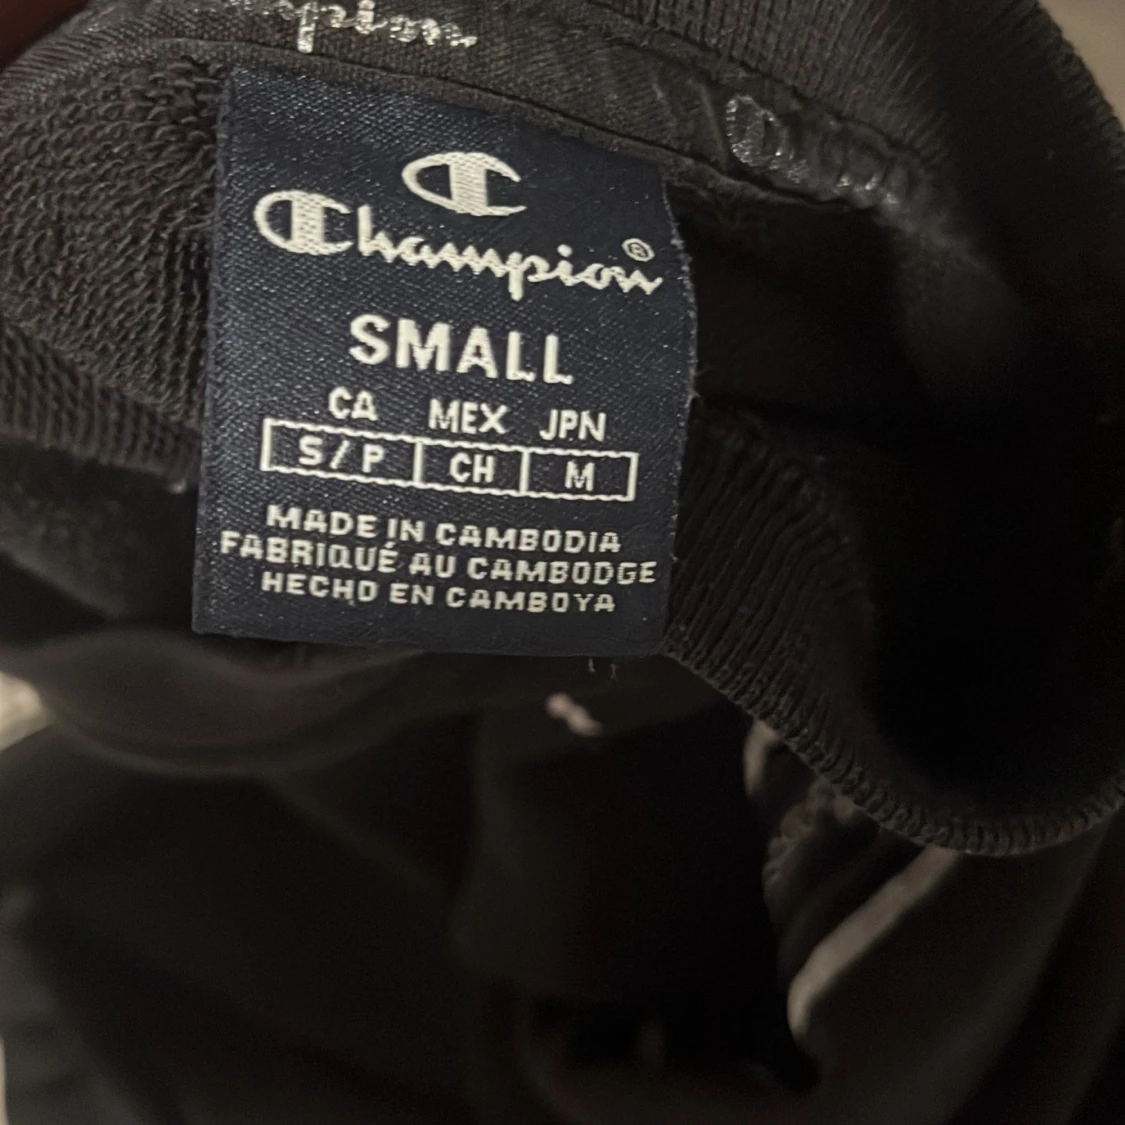 Champion®
SMALL
CA MEX JPN
S/P CH M
MADE IN CAMBODIA
FABRIQUÉ AU CAMBODGE
HECHO EN CAMBOYA